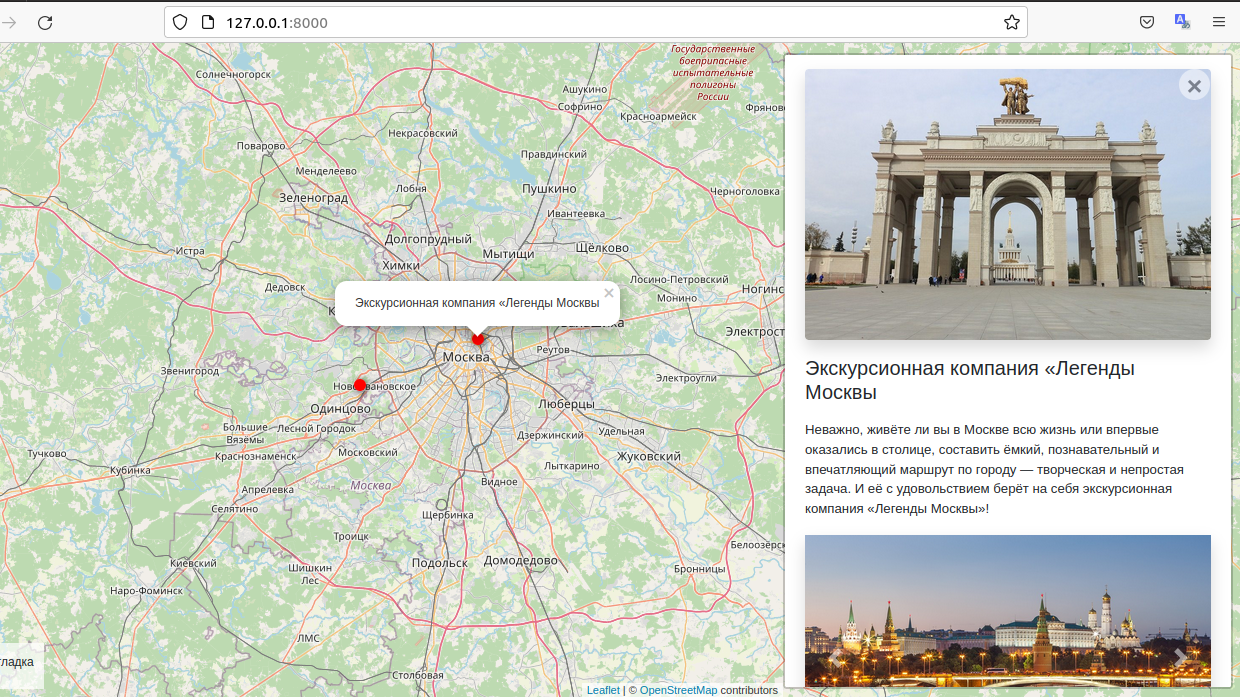 127.0.0.1:8000
Государственные
боеприпасные
испытательные
полигоны
России
Солнечногорск
Ашукино
Софрино
Фряново
Красноармейск
Некрасовский
Поварово
Правдинский
Менделеево
Лобня
Пушкино
Черноголовка
Зеленоград
Ивантеевка
Долгопрудный
Щёлково
Истра
Мытищи
Химки
Лосино-Петровский
Дедовск
Ногинс
Монино
Экскурсионная компания «Легенды Москвы
×
К
Балашиха
Электрост
Москва
Реутов
Звенигород
Электроугли
Новоивановское
Одинцово
Люберцы
Большие
Вяземы
Лесной Городок
Дзержинский
Удельная
Тучково
Краснознаменск
Московский
Жуковский
Кубинка
Лыткарино
Апрелевка
Москва
Видное
Селятино
Щербинка
Троицк
Белоозёрск
Киевский
Шишкин
Лес
Подольск
Домодедово
Бронницы
Наро-Фоминск
ЛМС
гладка
Столбовая
Leaflet | © OpenStreetMap contributors
Экскурсионная компания «Легенды
Москвы
Неважно, живёте ли вы в Москве всю жизнь или впервые
оказались в столице, составить ёмкий, познавательный и
впечатляющий маршрут по городу — творческая и непростая
задача. И её с удовольствием берёт на себя экскурсионная
компания «Легенды Москвы»!